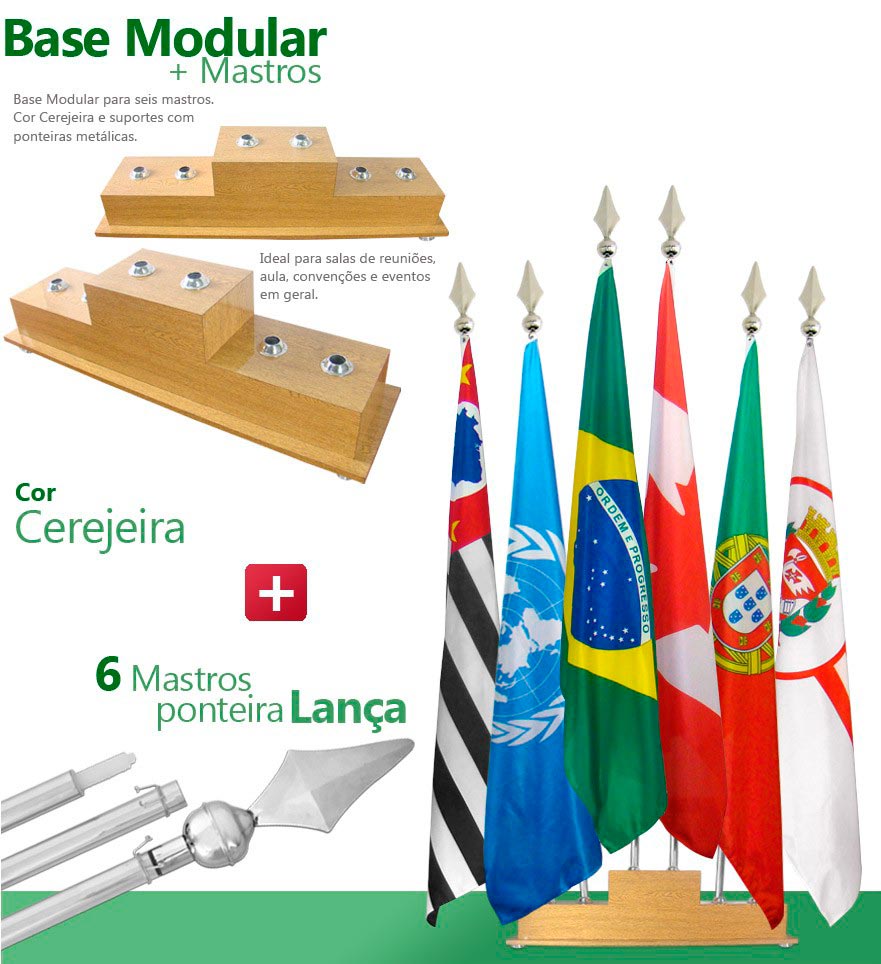 Base Modular
+ Mastros
Base Modular para seis mastros.
Cor Cerejeira e suportes com
ponteiras metálicas.
Ideal para salas de reuniões,
aula, convenções e eventos
em geral.
Cor
Cerejeira
+
6 Mastros
ponteira Lança
ORDEM E PROGRESSO